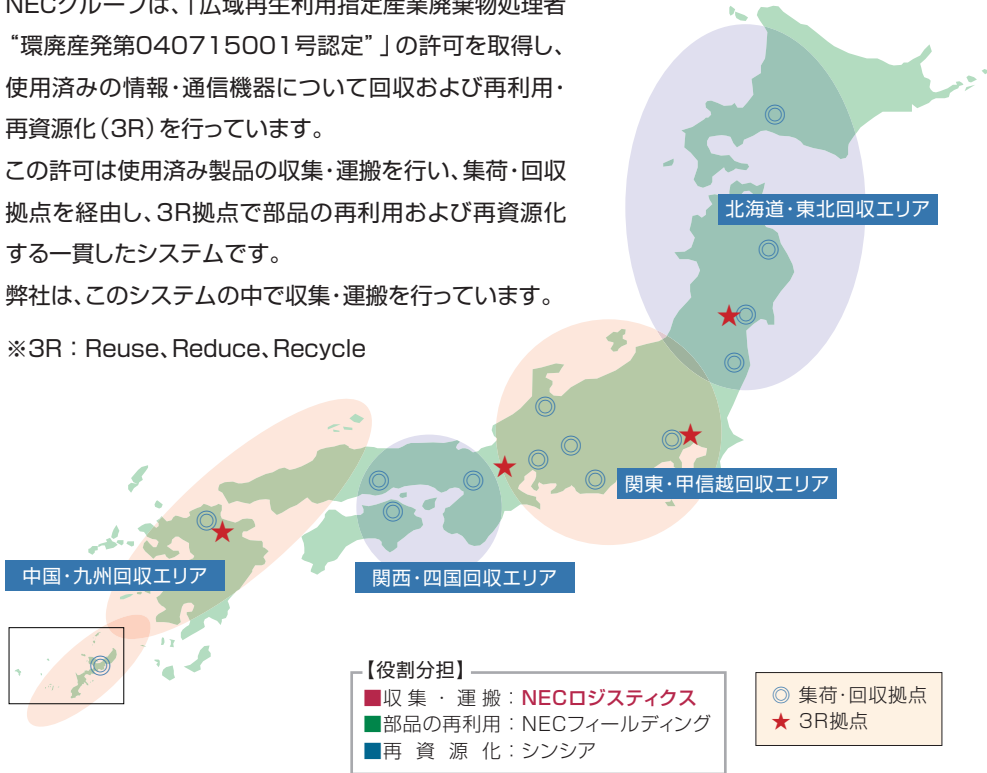 NECグループは、「広域再生利用指定産業廃棄物処理者
“環廃産発第040715001号認定”」の許可を取得し、
使用済みの情報・通信機器について回収および再利用・
再資源化（3R）を行っています。
この許可は使用済み製品の収集・運搬を行い、集荷・回収
拠点を経由し、3R拠点で部品の再利用および再資源化
する一貫したシステムです。
弊社は、このシステムの中で収集・運搬を行っています。
※3R：Reuse、Reduce、Recycle
北海道・東北回収エリア
関東・甲信越回収エリア
中国・九州回収エリア
関西・四国回収エリア
【役割分担】
■収集・運搬：NECロジスティクス
■部品の再利用：NECフィールディング
■再資源化：シンシア
◎ 集荷・回収拠点
★ 3R拠点